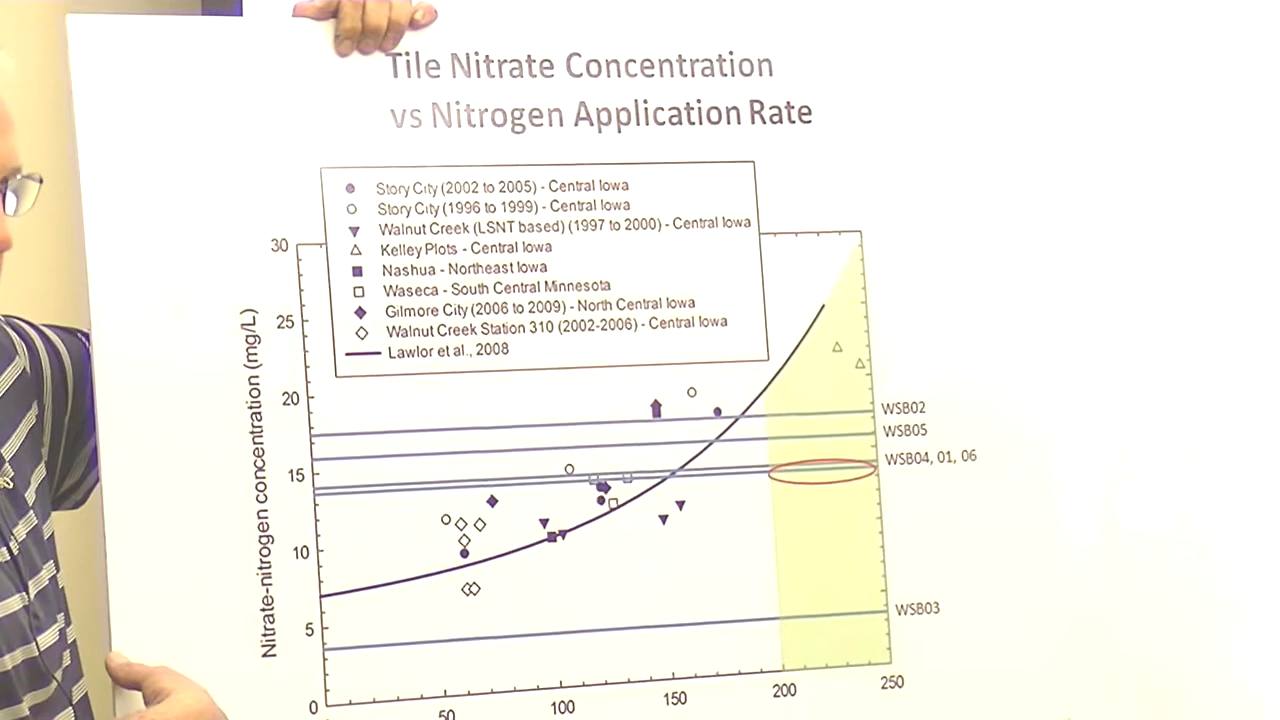 Tile Nitrate Concentration
vs Nitrogen Application Rate
Story City (2002 to 2005) - Central Iowa
Story City (1996 to 1999) - Central Iowa
Walnut Creek (LSNT based) (1997 to 2000) - Central Iowa
Kelley Plots - Central Iowa
Nashua - Northeast Iowa
Waseca - South Central Minnesota
Gilmore City (2006 to 2009) - North Central Iowa
Walnut Creek Station 310 (2002-2006) - Central Iowa
Lawlor et al., 2008
Nitrate-nitrogen concentration (mg/L)
30
25
20
15
10
5
0
WSB02
WSB05
WSB04, 01, 06
WSB03
50
100
150
200
250